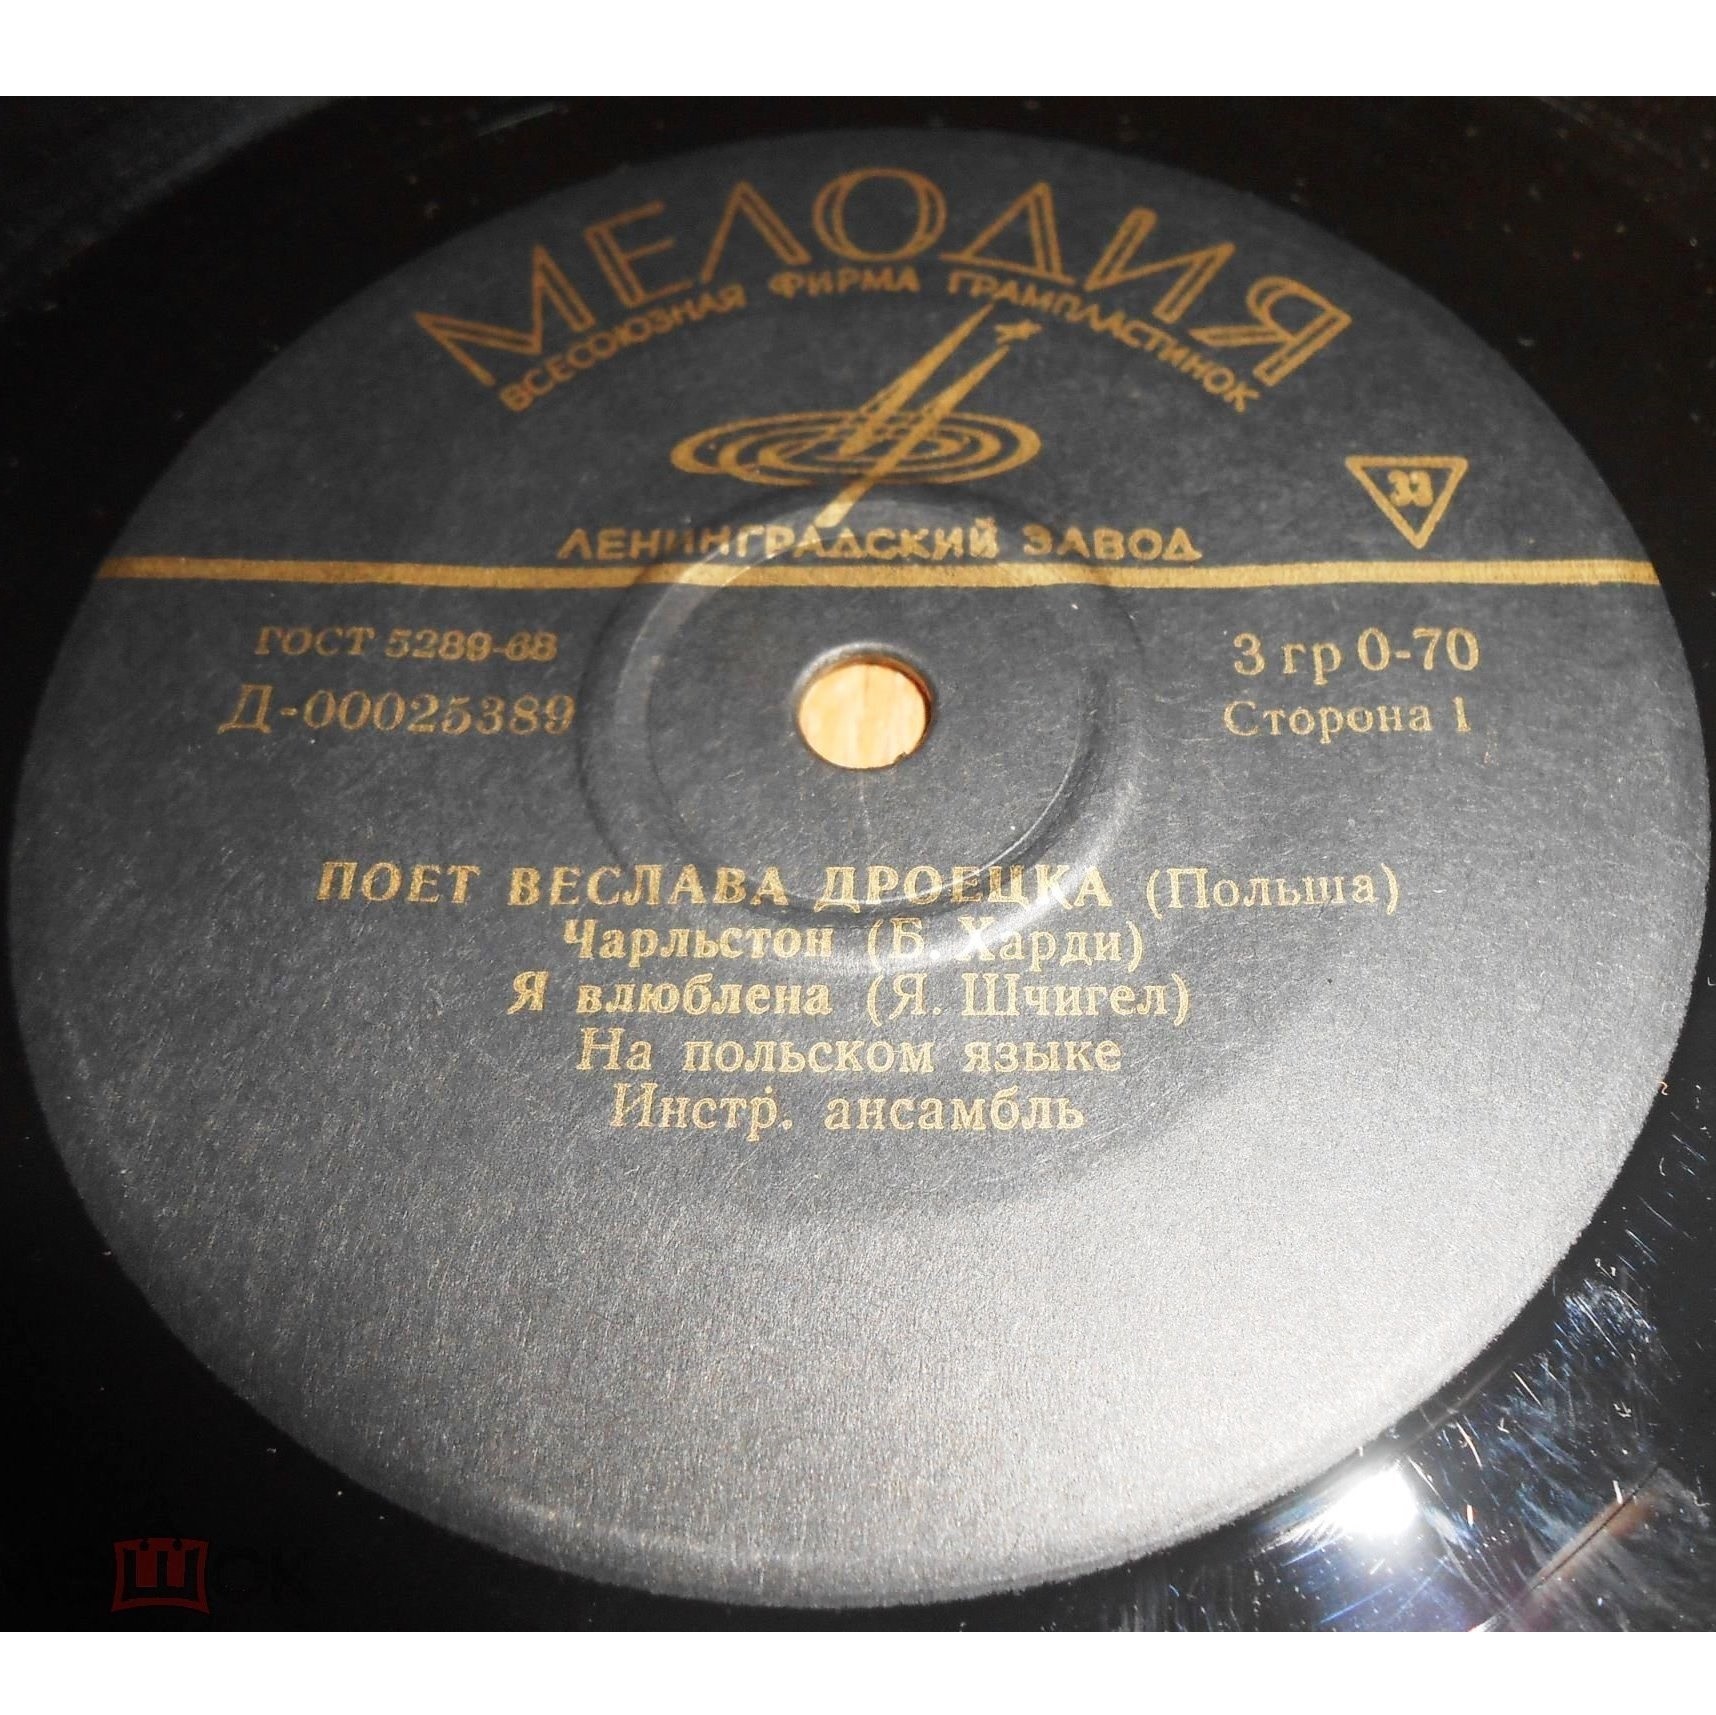 МЕЛОДИЯ
ВСЕСОЮЗНАЯ ФИРМА ГРАМПЛАСТИНОК
33
ЛЕНИНГРАДСКИЙ ЗАВОД
ГОСТ 5289-68
3 гр 0-70
Д-00025389
Сторона 1
ПОЕТ ВЕСЛАВА ДРОЕЦКА (Польша)
Чарльстон (Б. Харди)
Я влюблена (Я. Шчигел)
На польском языке
Инстр. ансамбль